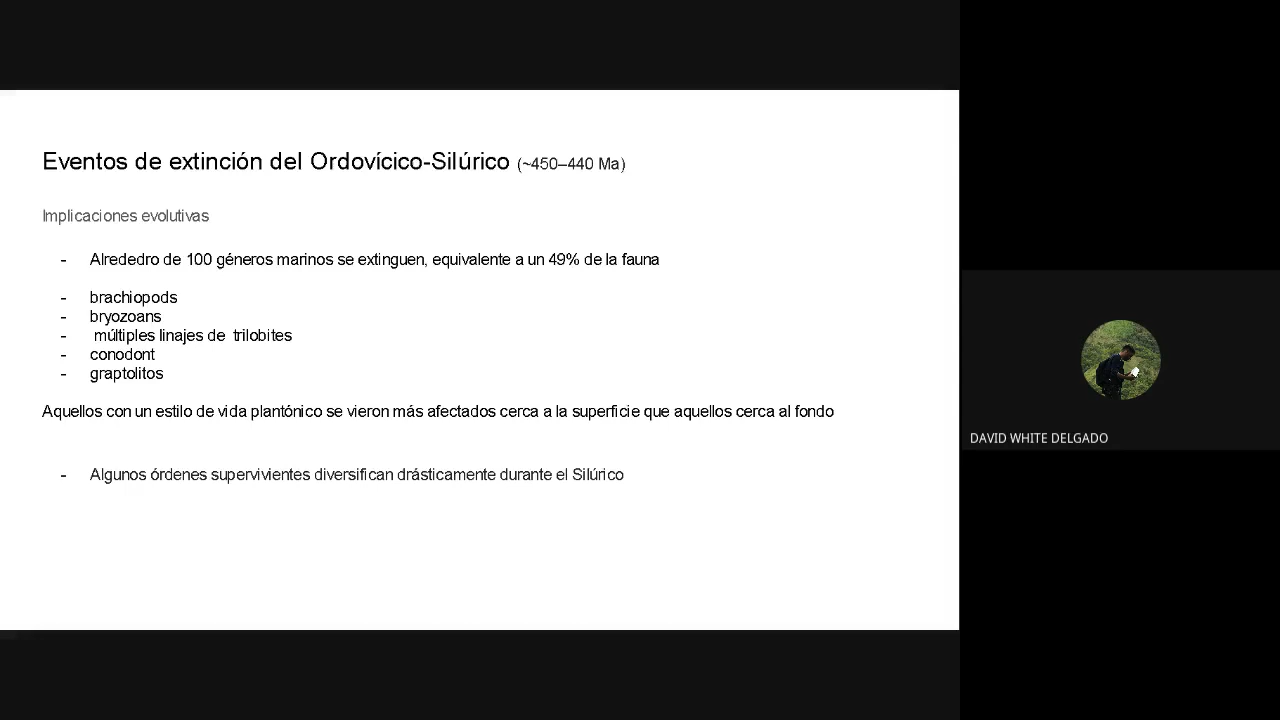 Eventos de extinción del Ordovícico-Silúrico (~450–440 Ma)
Implicaciones evolutivas
- Alrededro de 100 géneros marinos se extinguen, equivalente a un 49% de la fauna
- brachiopods
- bryozoans
- múltiples linajes de trilobites
- conodont
- graptolitos
Aquellos con un estilo de vida plantónico se vieron más afectados cerca a la superficie que aquellos cerca al fondo
- Algunos órdenes supervivientes diversifican drásticamente durante el Silúrico
DAVID WHITE DELGADO